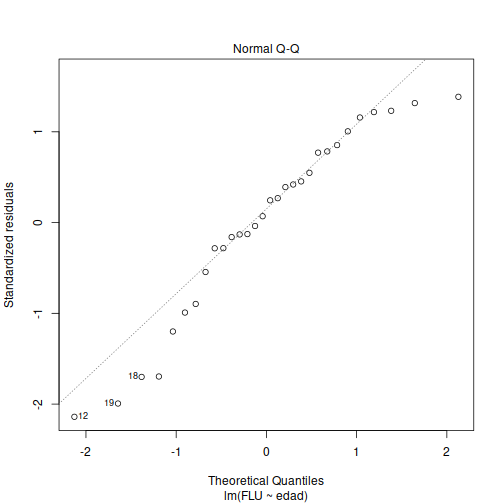 Normal Q-Q
Standardized residuals
1
0
-1
-2
18
19
12
-2 -1 0 1 2
Theoretical Quantiles
lm(FLU ~ edad)